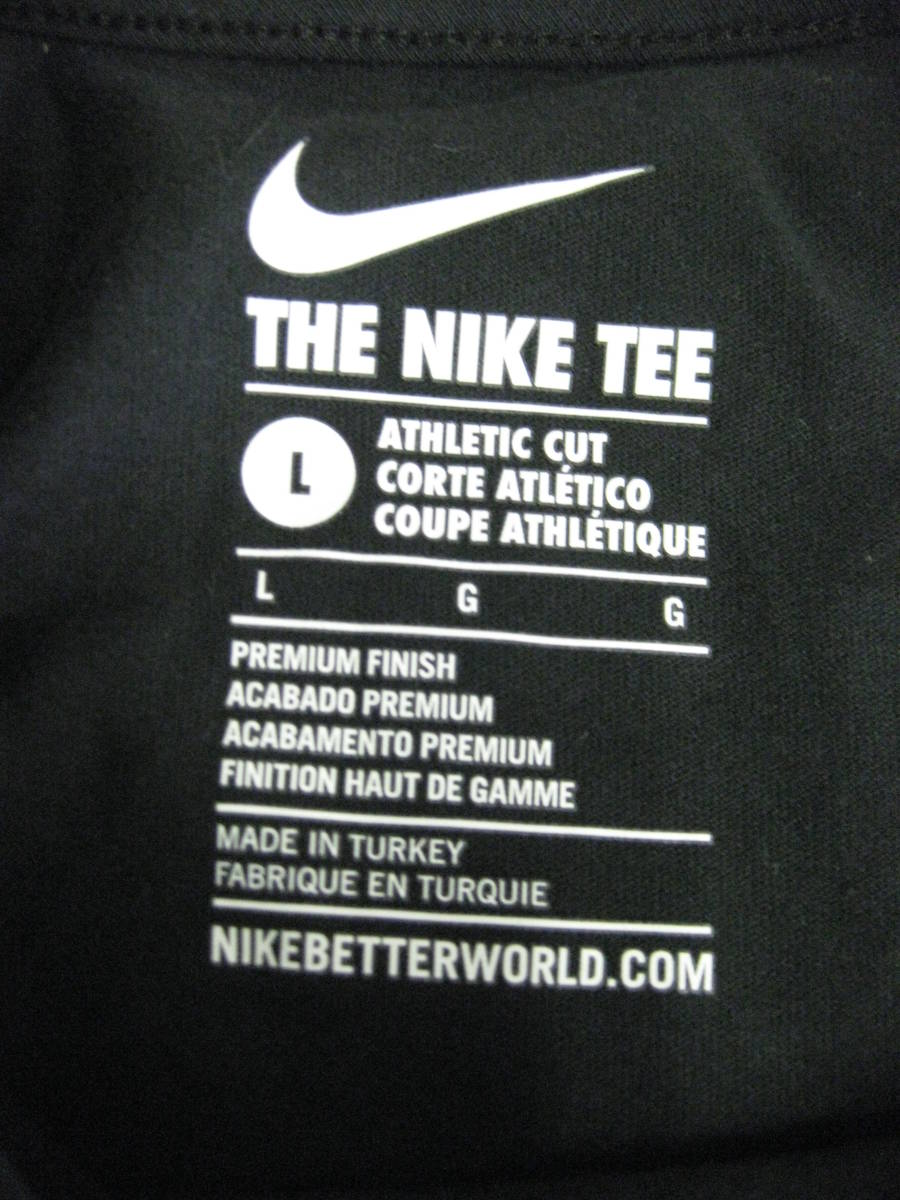 THE NIKE TEE
L
ATHLETIC CUT
CORTE ATLÉTICO
COUPE ATHLÉTIQUE
L G G
PREMIUM FINISH
ACABADO PREMIUM
ACABAMENTO PREMIUM
FINITION HAUT DE GAMME
MADE IN TURKEY
FABRIQUE EN TURQUIE
NIKEBETTERWORLD.COM